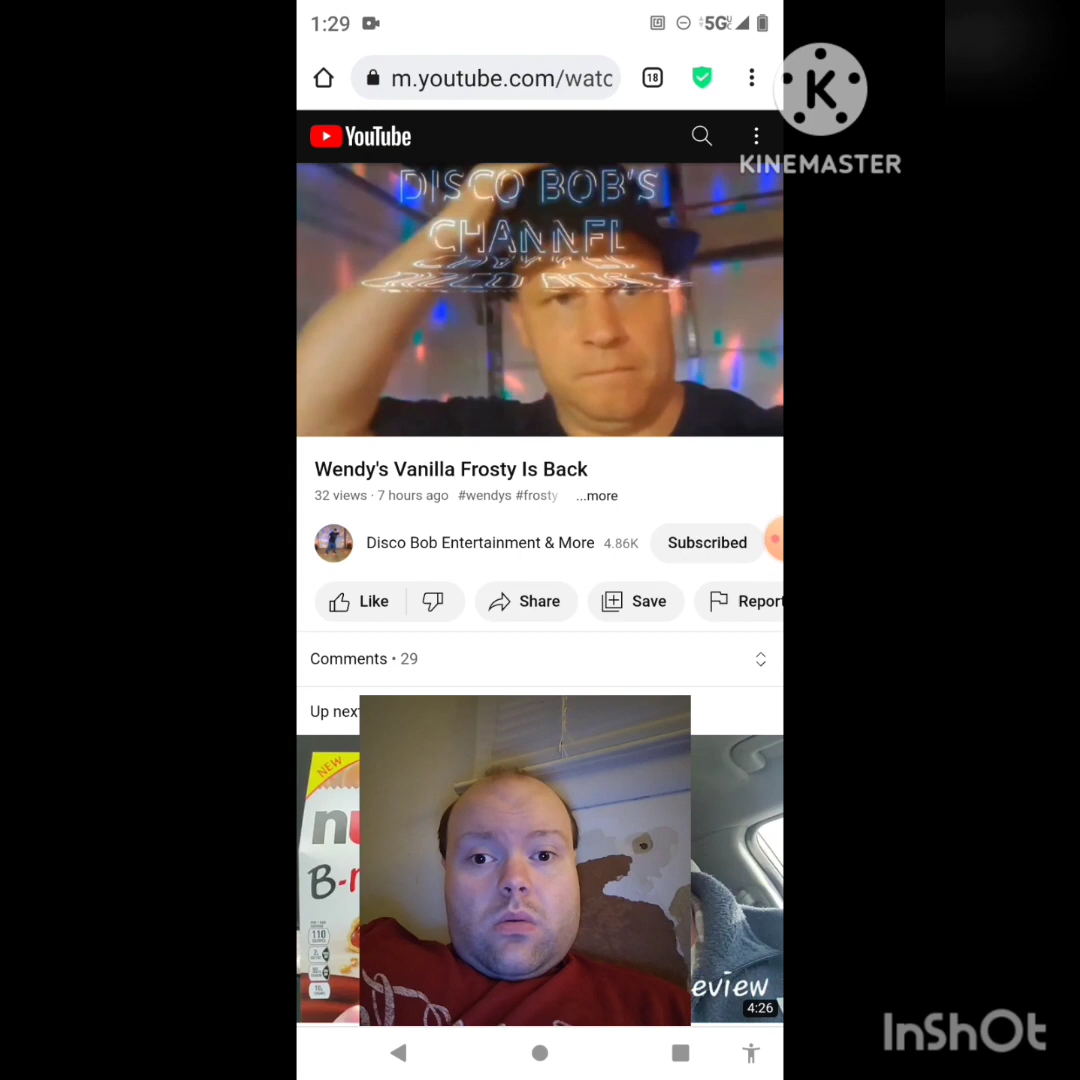 1:29
5G
m.youtube.com/watc
18
K
KINEMASTER
YouTube
DISCO BOB'S
CHANNEL
Wendy's Vanilla Frosty Is Back
32 views · 7 hours ago #wendys #frosty ...more
Disco Bob Entertainment & More 4.86K Subscribed
Like Share Save Report
Comments • 29
Up next
NEW
nu
B-r
110
eview
4:26
InShOt